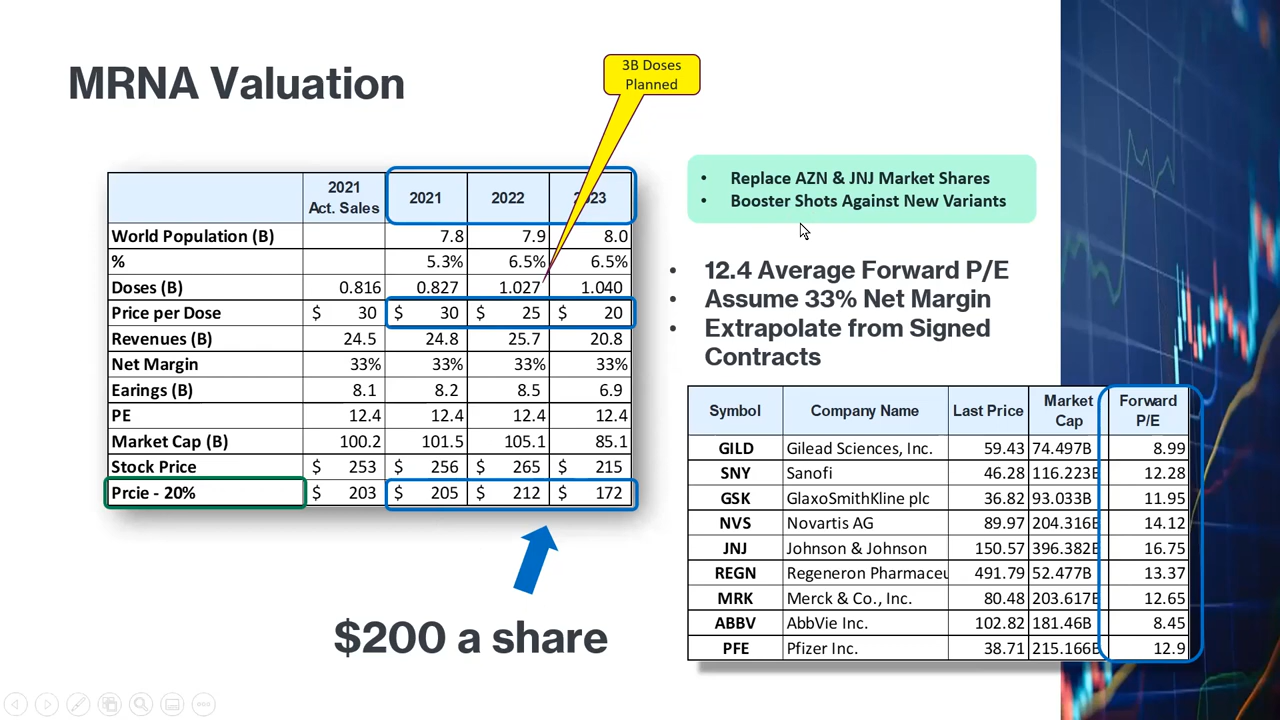 MRNA Valuation
3B Doses
Planned
2021
Act. Sales 2021 2022 2023
World Population (B) 7.8 7.9 8.0
% 5.3% 6.5% 6.5%
Doses (B) 0.816 0.827 1.027 1.040
Price per Dose $ 30 $ 30 $ 25 $ 20
Revenues (B) 24.5 24.8 25.7 20.8
Net Margin 33% 33% 33% 33%
Earings (B) 8.1 8.2 8.5 6.9
PE 12.4 12.4 12.4 12.4
Market Cap (B) 100.2 101.5 105.1 85.1
Stock Price $ 253 $ 256 $ 265 $ 215
Prcie - 20% $ 203 $ 205 $ 212 $ 172
$200 a share
• Replace AZN & JNJ Market Shares
• Booster Shots Against New Variants
• 12.4 Average Forward P/E
• Assume 33% Net Margin
• Extrapolate from Signed
Contracts
Symbol Company Name Last Price Market Cap Forward P/E
GILD Gilead Sciences, Inc. 59.43 74.497B 8.99
SNY Sanofi 46.28 116.223B 12.28
GSK GlaxoSmithKline plc 36.82 93.033B 11.95
NVS Novartis AG 89.97 204.316B 14.12
JNJ Johnson & Johnson 150.57 396.382B 16.75
REGN Regeneron Pharmaceu 491.79 52.477B 13.37
MRK Merck & Co., Inc. 80.48 203.617B 12.65
ABBV AbbVie Inc. 102.82 181.46B 8.45
PFE Pfizer Inc. 38.71 215.166B 12.9